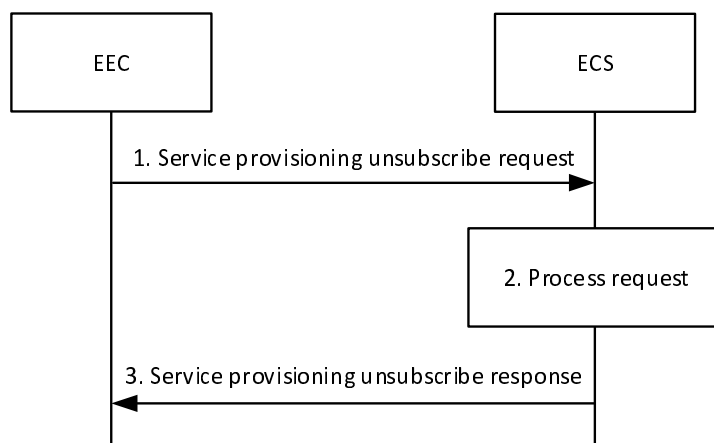 EEC
ECS
1. Service provisioning unsubscribe request
2. Process request
3. Service provisioning unsubscribe response